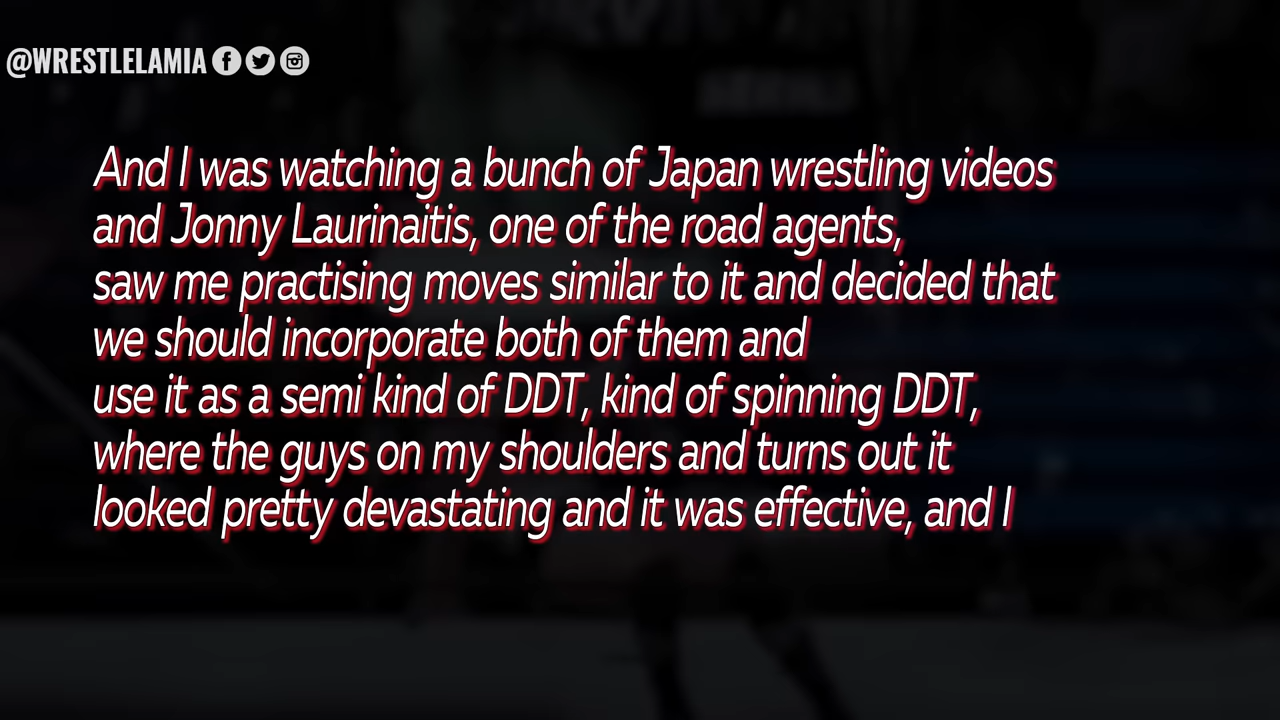 @WRESTLELAMIA
And I was watching a bunch of Japan wrestling videos
and Jonny Laurinaitis, one of the road agents,
saw me practising moves similar to it and decided that
we should incorporate both of them and
use it as a semi kind of DDT, kind of spinning DDT,
where the guys on my shoulders and turns out it
looked pretty devastating and it was effective, and I